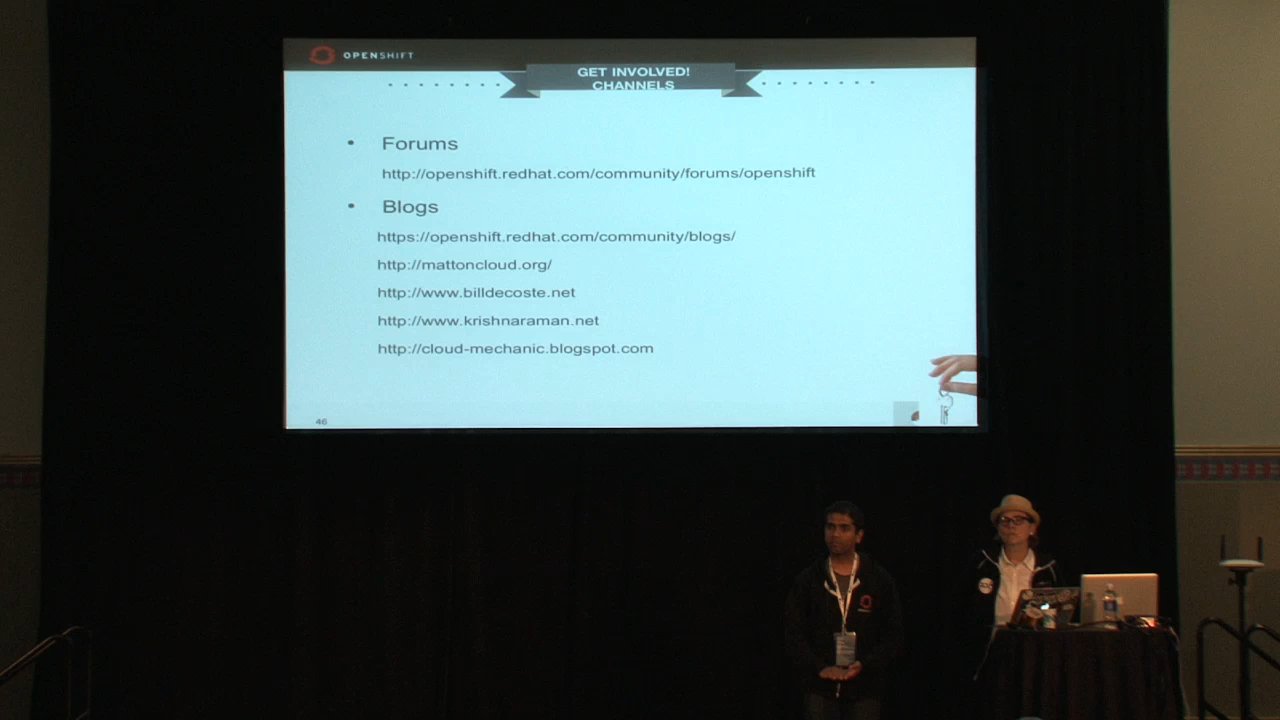 OPENSHIFT
GET INVOLVED!
CHANNELS
• Forums
http://openshift.redhat.com/community/forums/openshift
• Blogs
https://openshift.redhat.com/community/blogs/
http://mattoncloud.org/
http://www.billdecoste.net
http://www.krishnaraman.net
http://cloud-mechanic.blogspot.com
46